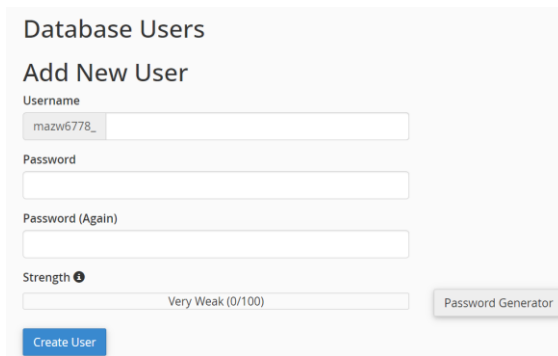 Database Users
Add New User
Username
mazw6778_
Password
Password (Again)
Strength
Very Weak (0/100)
Password Generator
Create User